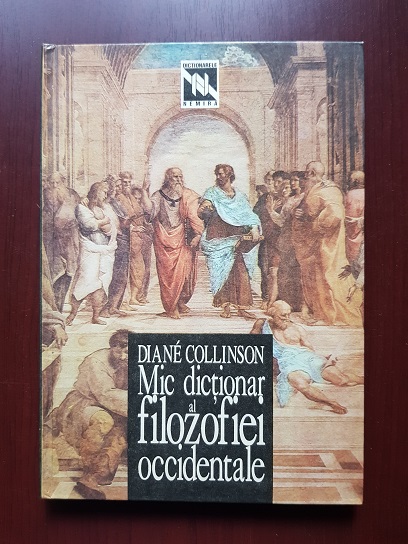 DICȚIONARELE
NEMIRA
DIANÉ COLLINSON
Mic dicționar
al
filozofiei
occidentale